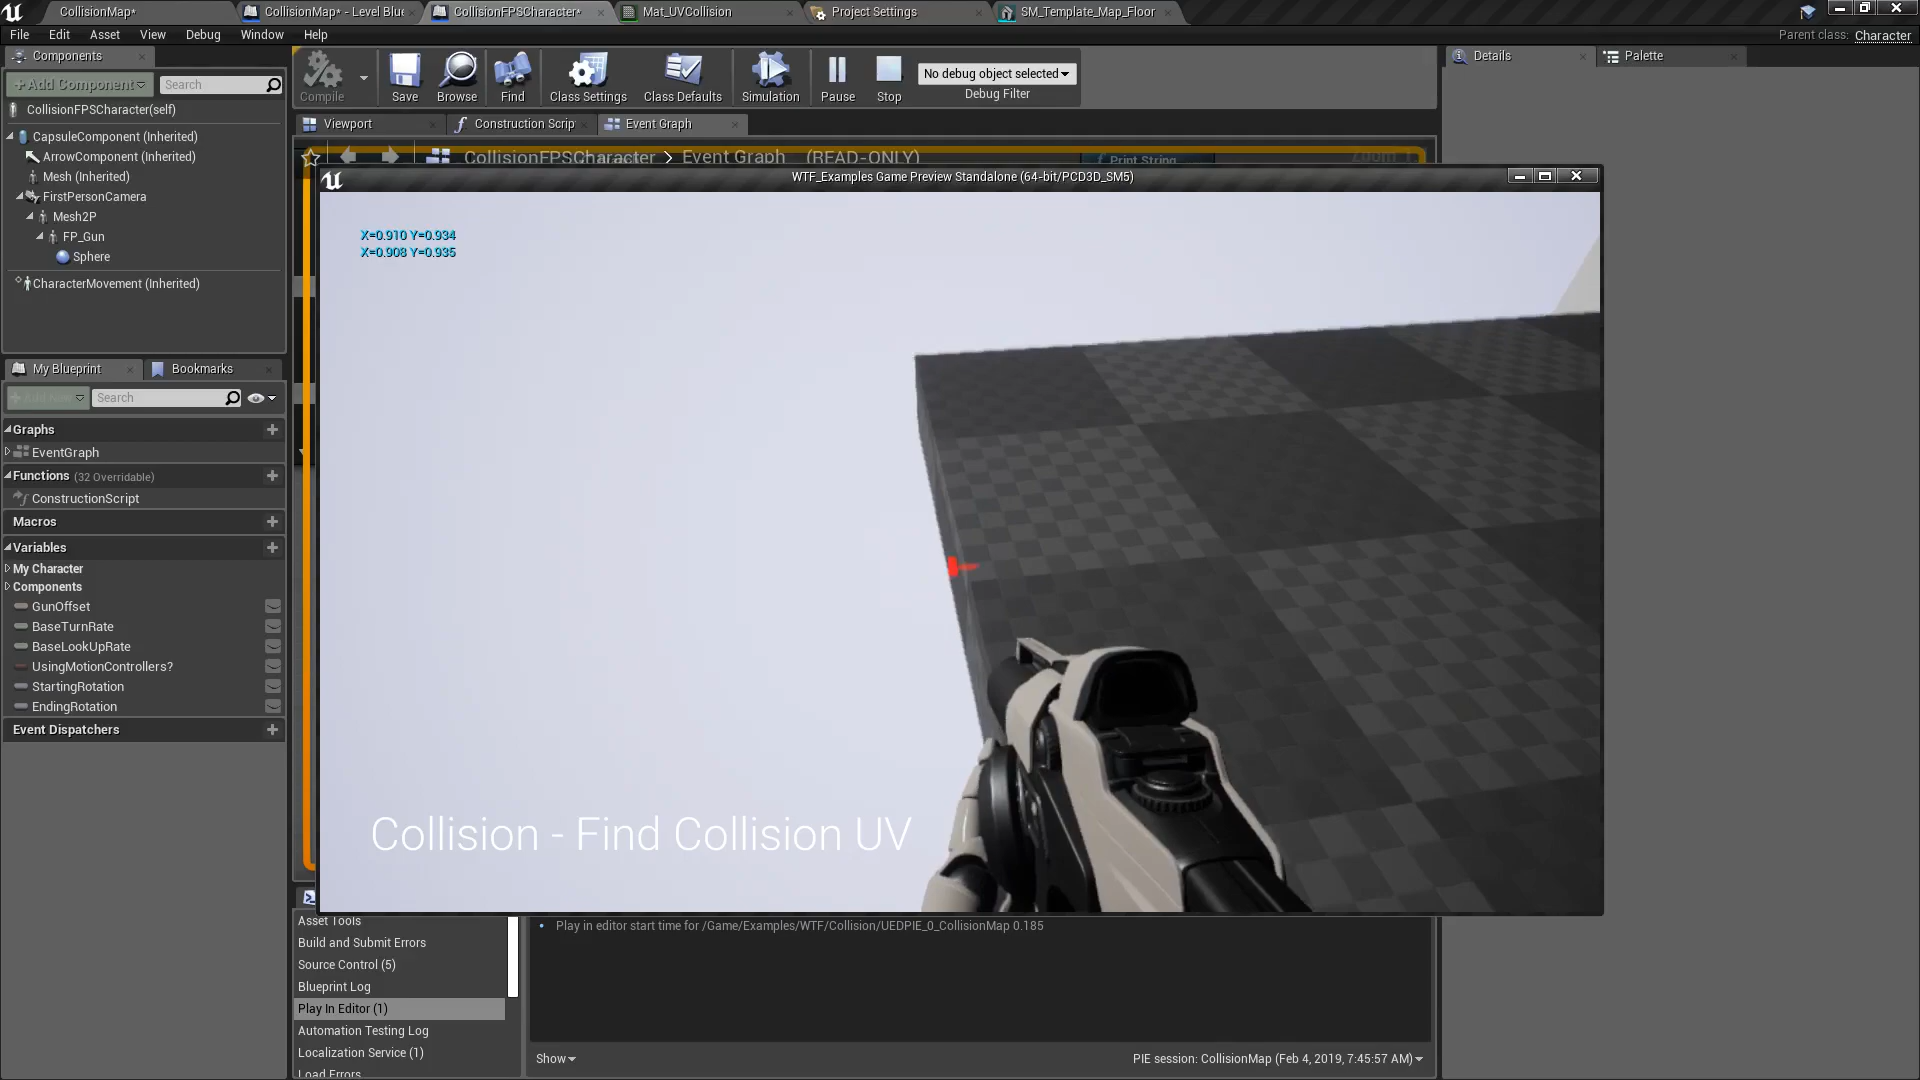 CollisionMap*
CollisionMap* - Level Blue
CollisionFPSCharacter*
Mat_UVCollision
Project Settings
SM_Template_Map_Floor
File Edit Asset View Debug Window Help
Parent class: Character
Components
+Add Component
Search
CollisionFPSCharacter(self)
CapsuleComponent (Inherited)
ArrowComponent (Inherited)
Mesh (Inherited)
FirstPersonCamera
Mesh2P
FP_Gun
Sphere
CharacterMovement (Inherited)
Compile
Save
Browse
Find
Class Settings
Class Defaults
Simulation
Pause
Stop
No debug object selected
Debug Filter
Details
Palette
Viewport
Construction Scrip
Event Graph
CollisionFPSCharacter > Event Graph (READ-ONLY)
f Print String
WTF_Examples Game Preview Standalone (64-bit/PCD3D_SM5)
X=0.910 Y=0.934
X=0.908 Y=0.935
Collision - Find Collision UV
My Blueprint
Bookmarks
Search
Graphs
EventGraph
Functions (32 Overridable)
ConstructionScript
Macros
Variables
My Character
Components
GunOffset
BaseTurnRate
BaseLookUpRate
UsingMotionControllers?
StartingRotation
EndingRotation
Event Dispatchers
Asset Tools
Build and Submit Errors
Source Control (5)
Blueprint Log
Play In Editor (1)
Automation Testing Log
Localization Service (1)
Load Errors
Play in editor start time for /Game/Examples/WTF/Collision/UEDPIE_0_CollisionMap 0.185
Show
PIE session: CollisionMap (Feb 4, 2019, 7:45:57 AM)